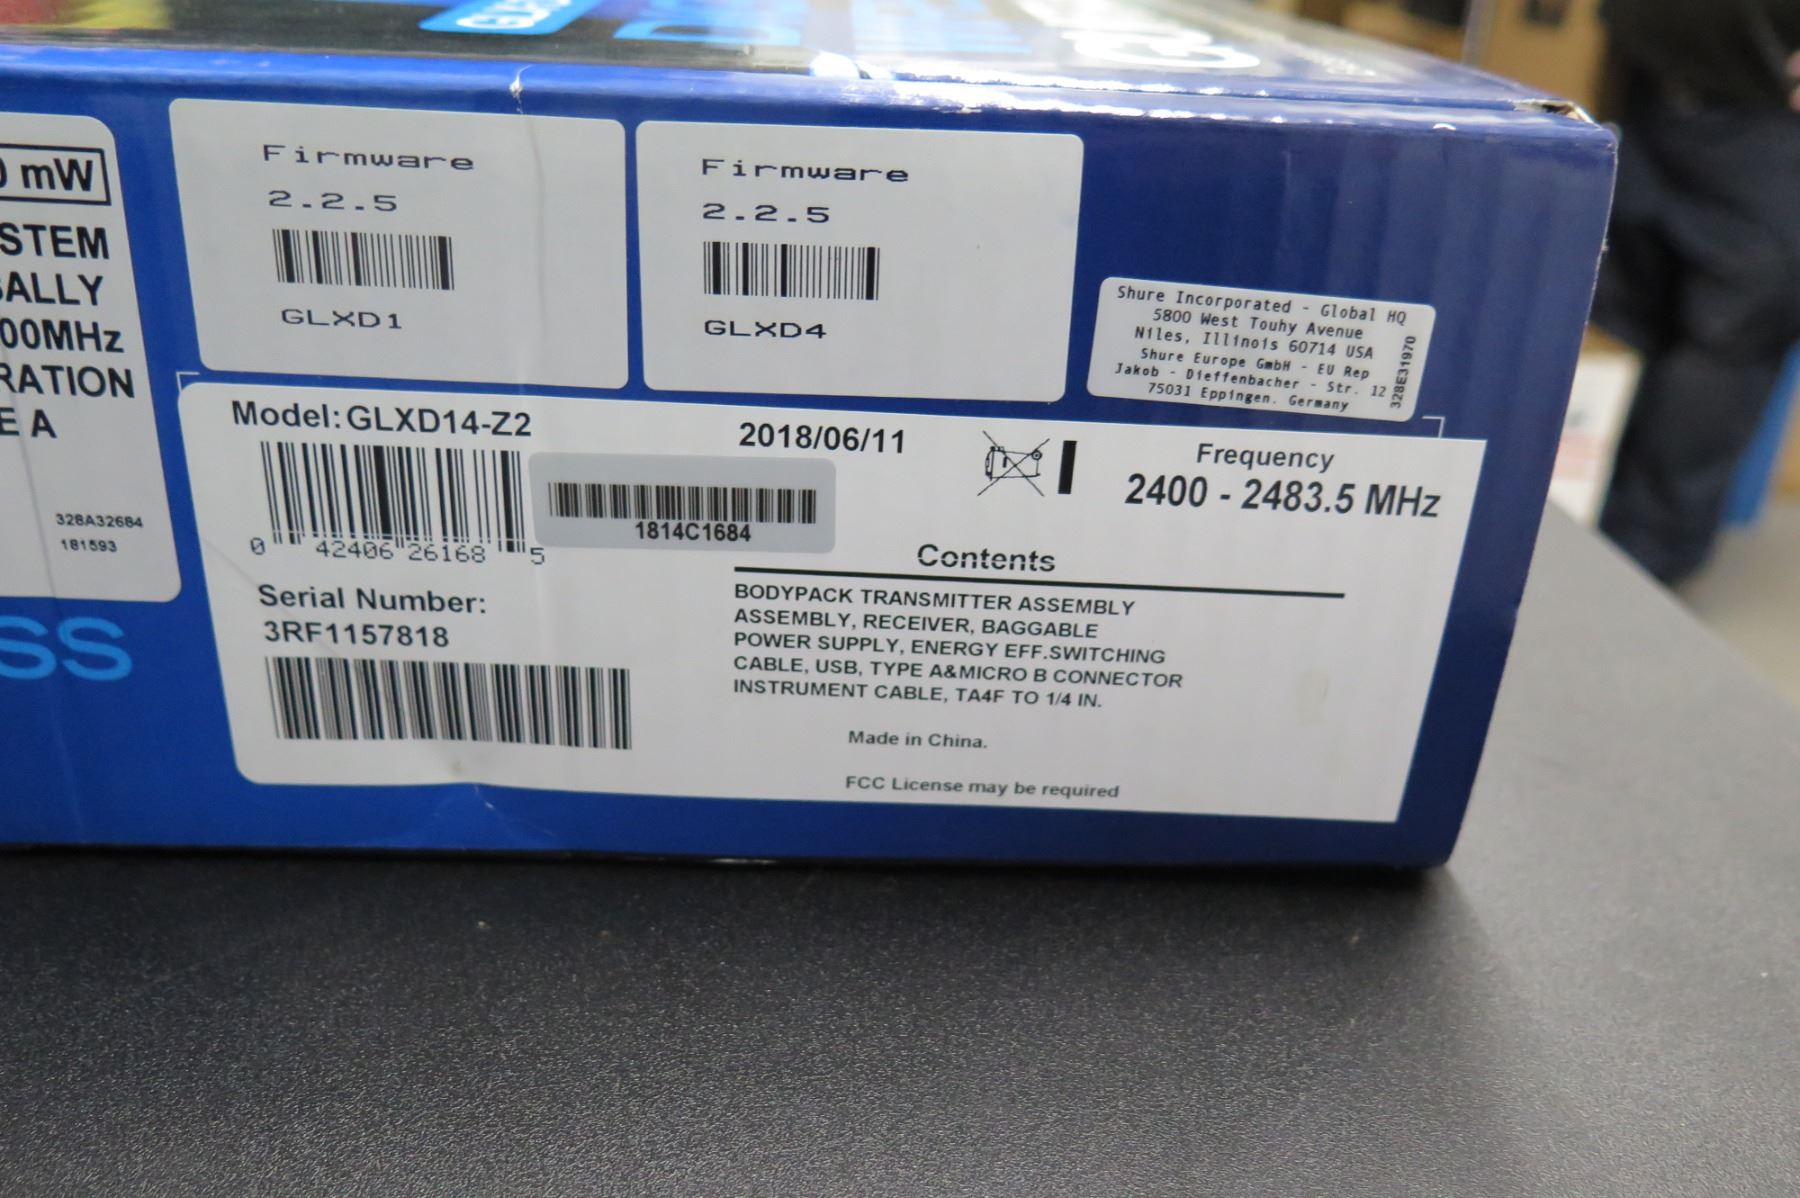 mW
STEM
ALLY
00MHz
RATION
E A
328A32684
181593
SS
Firmware
2.2.5
GLXD1
Firmware
2.2.5
GLXD4
Shure Incorporated - Global HQ
5800 West Touhy Avenue
Niles, Illinois 60714 USA
Shure Europe GmbH - EU Rep
Jakob - Dieffenbacher - Str. 12
75031 Eppingen. Germany
328E31970
Model: GLXD14-Z2
2018/06/11
0 42406 26168 5
1814C1684
Serial Number:
3RF1157818
Frequency
2400 - 2483.5 MHz
Contents
BODYPACK TRANSMITTER ASSEMBLY
ASSEMBLY, RECEIVER, BAGGABLE
POWER SUPPLY, ENERGY EFF.SWITCHING
CABLE, USB, TYPE A&MICRO B CONNECTOR
INSTRUMENT CABLE, TA4F TO 1/4 IN.
Made in China.
FCC License may be required